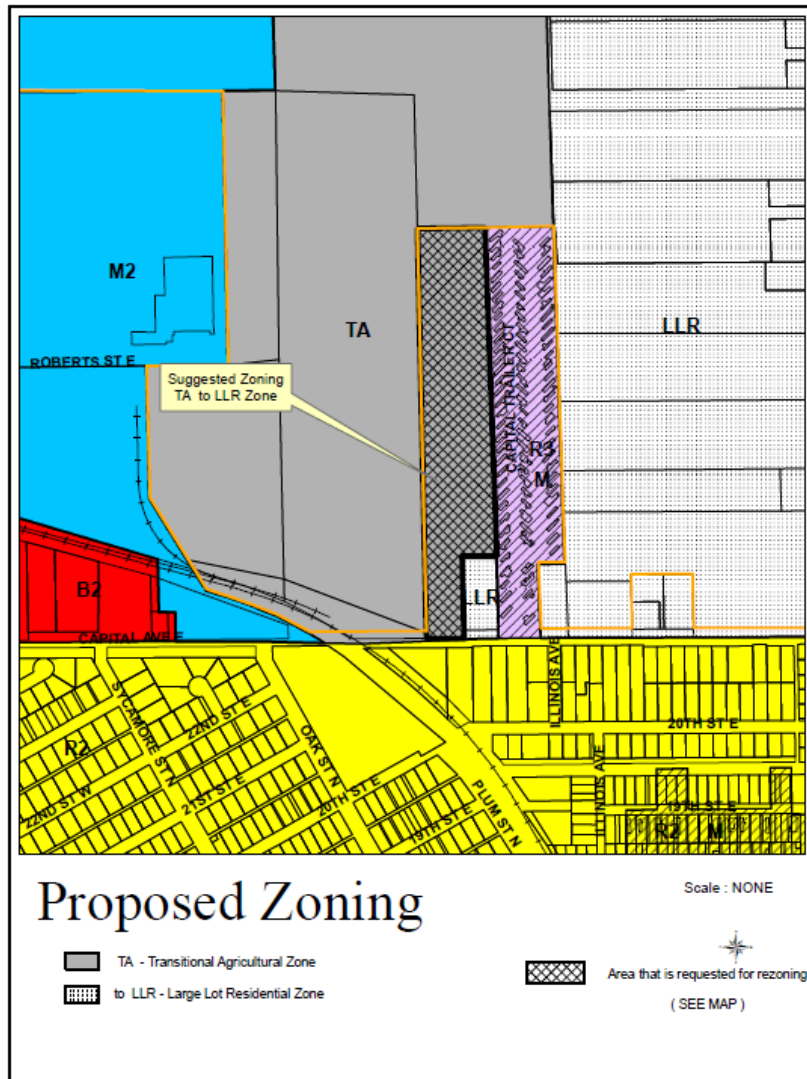 M2
TA
LLR
ROBERTS ST E
Suggested Zoning
TA to LLR Zone
CAPITAL TRAILER CT
R3
M
B2
LLR
CAPITAL AVE E
ILLINOIS AVE
R2
SYCAMORE ST N
22ND ST E
OAK ST N
20TH ST E
22ND ST W
21ST ST E
20TH ST E
19TH ST E
PLUM ST N
ILLINOIS AVE
19TH ST E
R2 M
Proposed Zoning
Scale : NONE
TA - Transitional Agricultural Zone
to LLR - Large Lot Residential Zone
Area that is requested for rezoning
( SEE MAP )